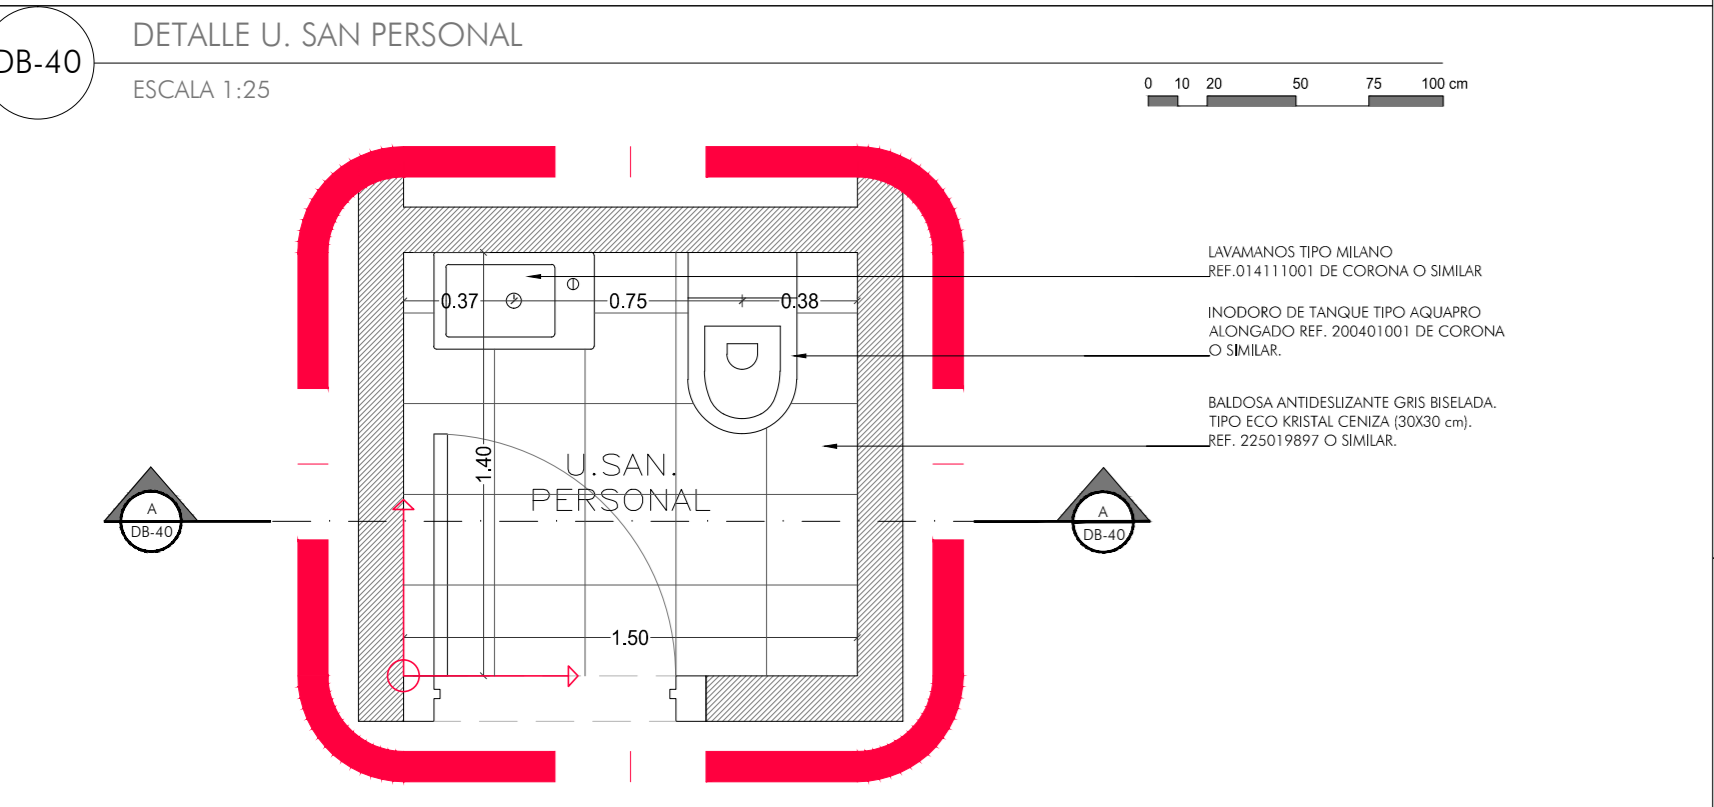 DETALLE U. SAN PERSONAL
DB-40
ESCALA 1:25
0 10 20 50 75 100 cm
LAVAMANOS TIPO MILANO
REF.014111001 DE CORONA O SIMILAR
0.37 0.75 0.38
INODORO DE TANQUE TIPO AQUAPRO
ALONGADO REF. 200401001 DE CORONA
O SIMILAR.
BALDOSA ANTIDESLIZANTE GRIS BISELADA.
TIPO ECO KRISTAL CENIZA (30X30 cm).
REF. 225019897 O SIMILAR.
1.40
U.SAN.
PERSONAL
A
DB-40
A
DB-40
1.50